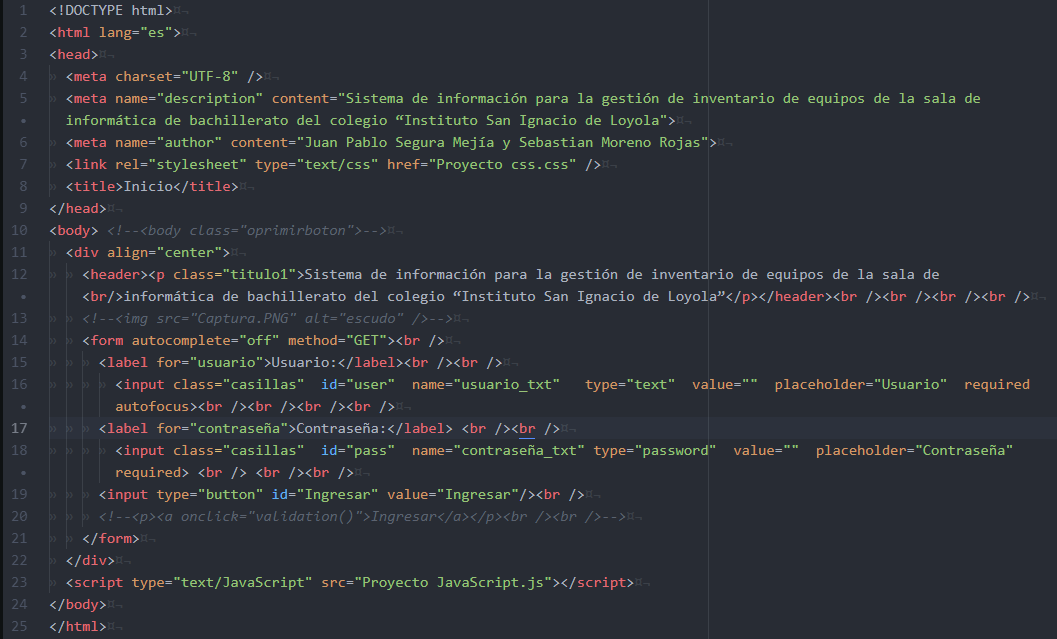 1 <!DOCTYPE html>
2 <html lang="es">
3 <head>
4 <meta charset="UTF-8" />
5 <meta name="description" content="Sistema de información para la gestión de inventario de equipos de la sala de
informática de bachillerato del colegio “Instituto San Ignacio de Loyola">
6 <meta name="author" content="Juan Pablo Segura Mejía y Sebastian Moreno Rojas">
7 <link rel="stylesheet" type="text/css" href="Proyecto css.css" />
8 <title>Inicio</title>
9 </head>
10 <body> <!--<body class="oprimirboton">-->
11 <div align="center">
12 <header><p class="titulo1">Sistema de información para la gestión de inventario de equipos de la sala de
<br/>informática de bachillerato del colegio “Instituto San Ignacio de Loyola”</p></header><br /><br /><br /><br />
13 <!--<img src="Captura.PNG" alt="escudo" />-->
14 <form autocomplete="off" method="GET"><br />
15 <label for="usuario">Usuario:</label><br /><br />
16 <input class="casillas"  id="user"  name="usuario_txt"   type="text"  value=""  placeholder="Usuario"  required
autofocus><br /><br /><br /><br />
17 <label for="contraseña">Contraseña:</label> <br /><br />
18 <input class="casillas"  id="pass"  name="contraseña_txt" type="password"  value=""  placeholder="Contraseña"
required> <br /> <br /><br />
19 <input type="button" id="Ingresar" value="Ingresar"/><br />
20 <!--<p><a onclick="validation()">Ingresar</a></p><br /><br />-->
21 </form>
22 </div>
23 <script type="text/JavaScript" src="Proyecto JavaScript.js"></script>
24 </body>
25 </html>